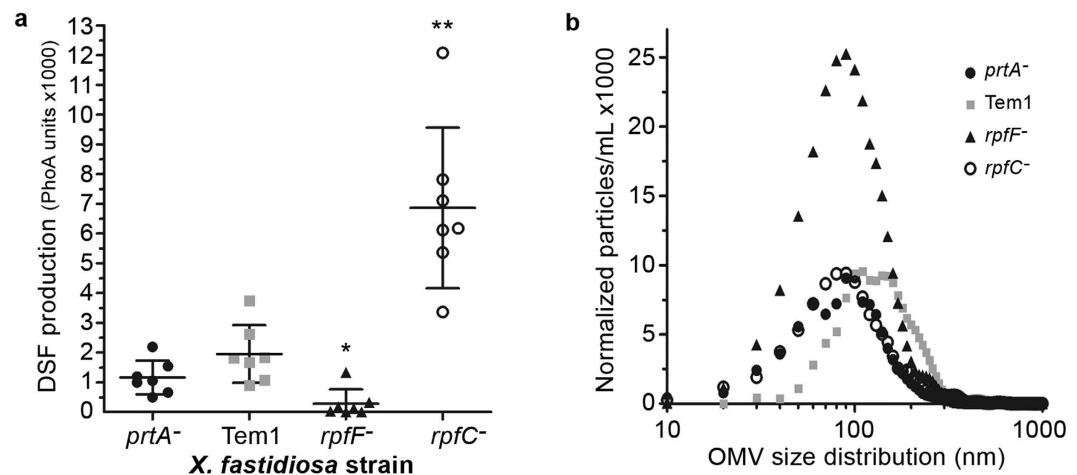 a
DSF production (PhoA units x1000)
13
12
11
10
9
8
7
6
5
4
3
2
1
0
**
*
prtA- Tem1 rpfF- rpfC-
X. fastidiosa strain
b
Normalized particles/mL x1000
25
20
15
10
5
0
prtA-
Tem1
rpfF-
rpfC-
10 100 1000
OMV size distribution (nm)